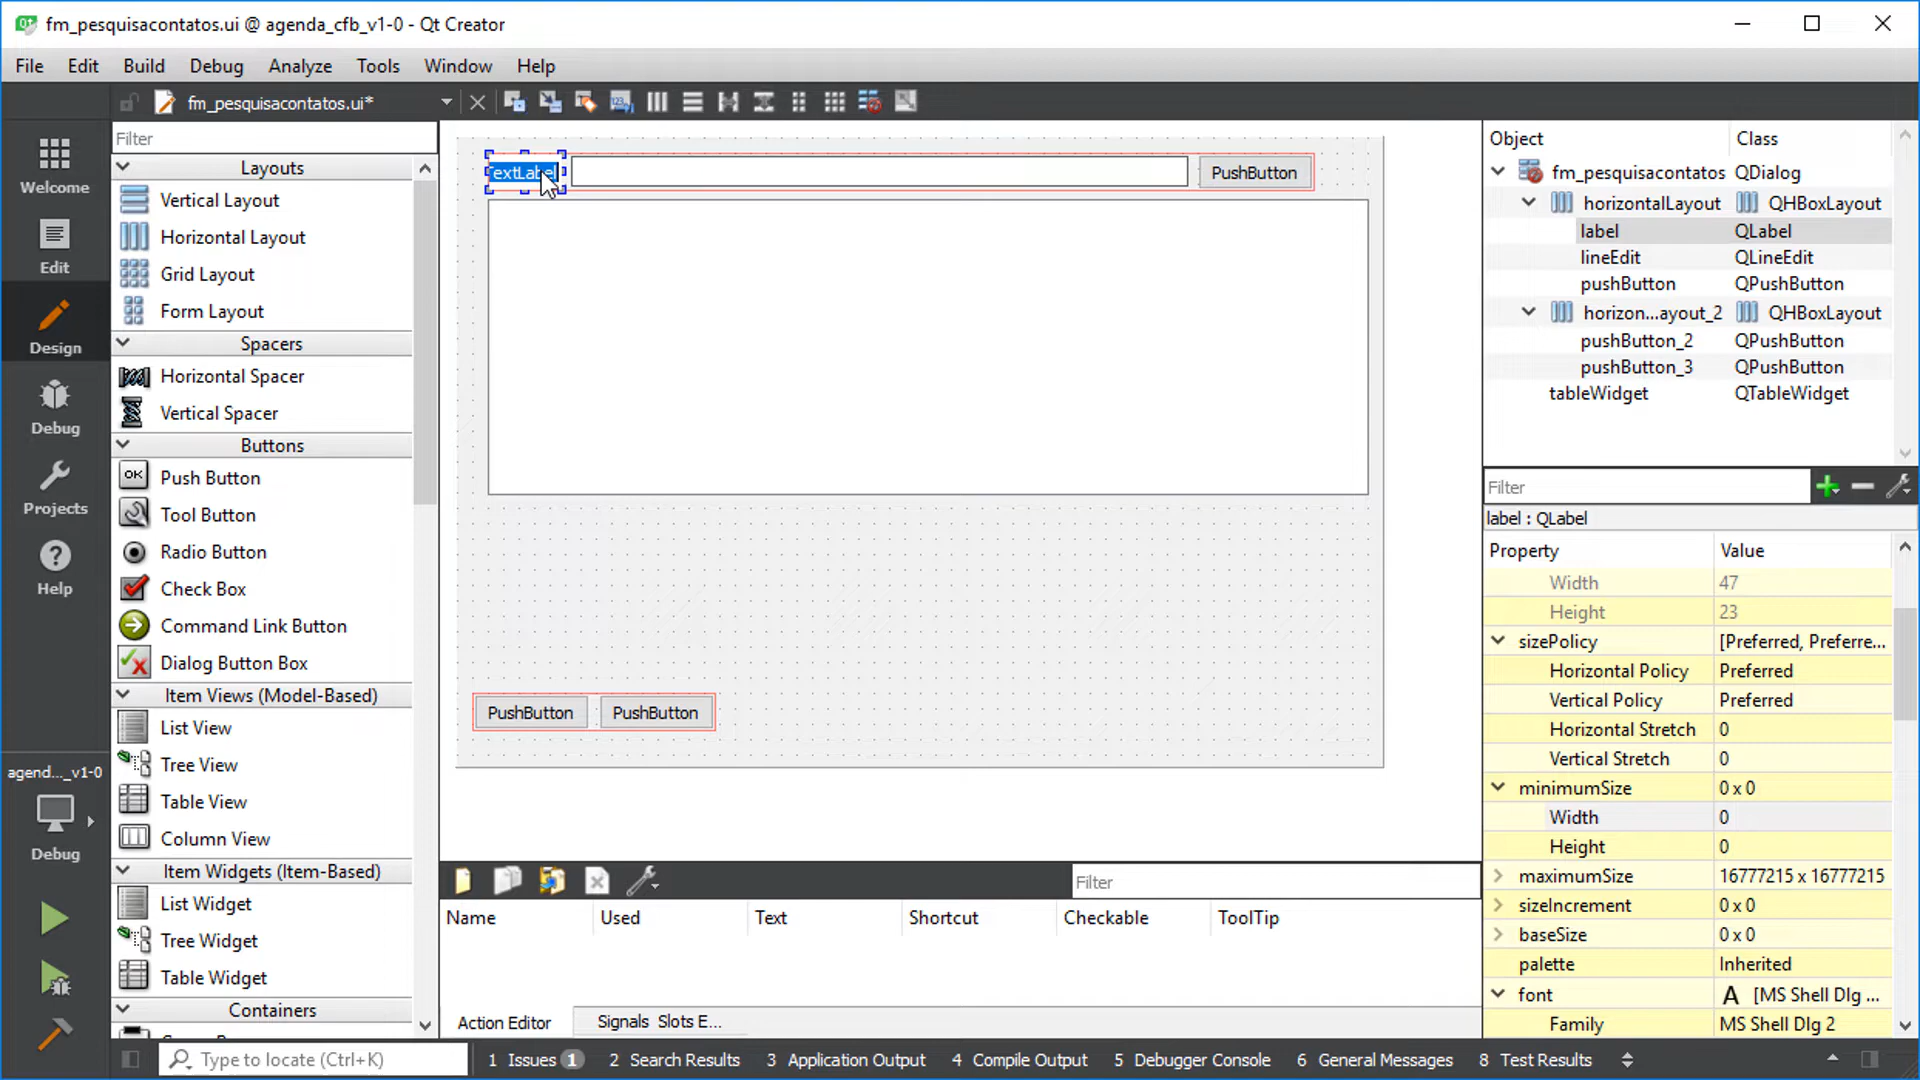 fm_pesquisacontatos.ui @ agenda_cfb_v1-0 - Qt Creator
File Edit Build Debug Analyze Tools Window Help
fm_pesquisacontatos.ui*
Welcome
Edit
Design
Debug
Projects
Help
agend..._v1-0
Debug
Filter
Layouts
Vertical Layout
Horizontal Layout
Grid Layout
Form Layout
Spacers
Horizontal Spacer
Vertical Spacer
Buttons
OK Push Button
Tool Button
Radio Button
Check Box
Command Link Button
Dialog Button Box
Item Views (Model-Based)
List View
Tree View
Table View
Column View
Item Widgets (Item-Based)
List Widget
Tree Widget
Table Widget
Containers
TextLabel PushButton
PushButton PushButton
Filter
Name Used Text Shortcut Checkable ToolTip
Action Editor Signals Slots E...
Object Class
fm_pesquisacontatos QDialog
horizontalLayout QHBoxLayout
label QLabel
lineEdit QLineEdit
pushButton QPushButton
horizon...ayout_2 QHBoxLayout
pushButton_2 QPushButton
pushButton_3 QPushButton
tableWidget QTableWidget
Filter
label : QLabel
Property Value
Width 47
Height 23
sizePolicy [Preferred, Preferre...
Horizontal Policy Preferred
Vertical Policy Preferred
Horizontal Stretch 0
Vertical Stretch 0
minimumSize 0 x 0
Width 0
Height 0
maximumSize 16777215 x 16777215
sizeIncrement 0 x 0
baseSize 0 x 0
palette Inherited
font A [MS Shell Dlg ...
Family MS Shell Dlg 2
Type to locate (Ctrl+K) 1 Issues 1 2 Search Results 3 Application Output 4 Compile Output 5 Debugger Console 6 General Messages 8 Test Results